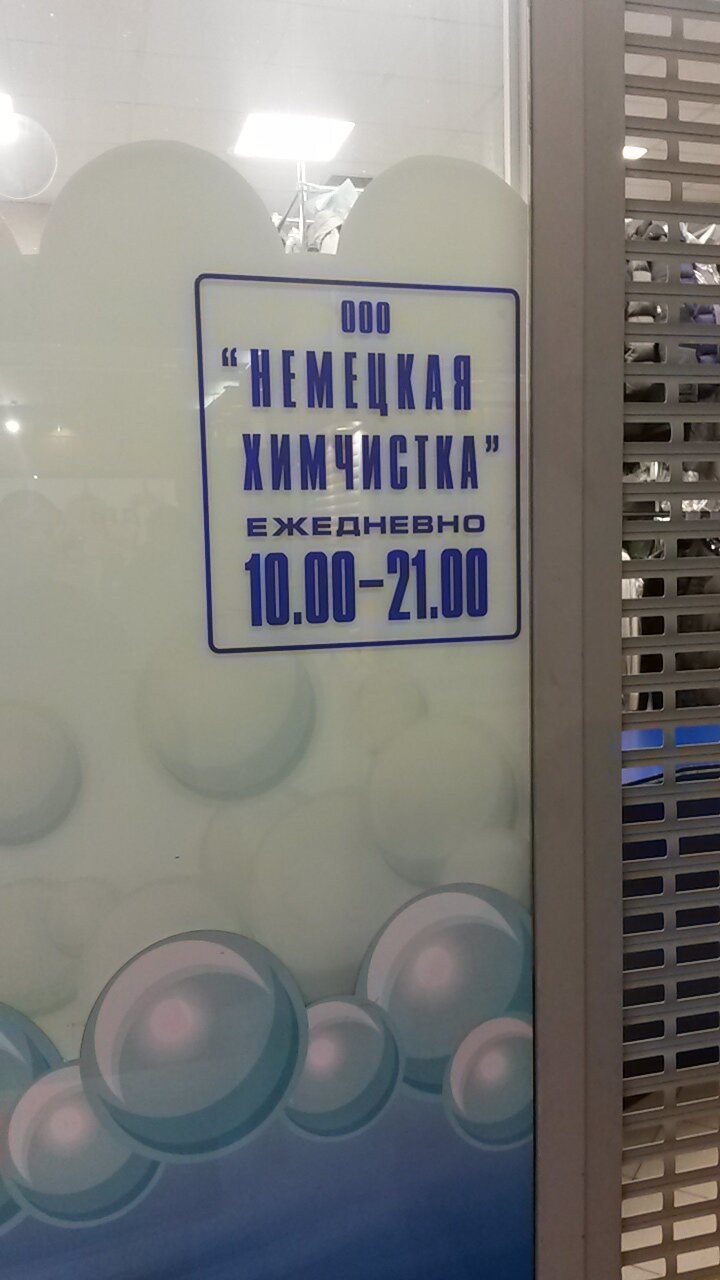 ООО
“НЕМЕЦКАЯ
ХИМЧИСТКА”
ЕЖЕДНЕВНО
10.00–21.00